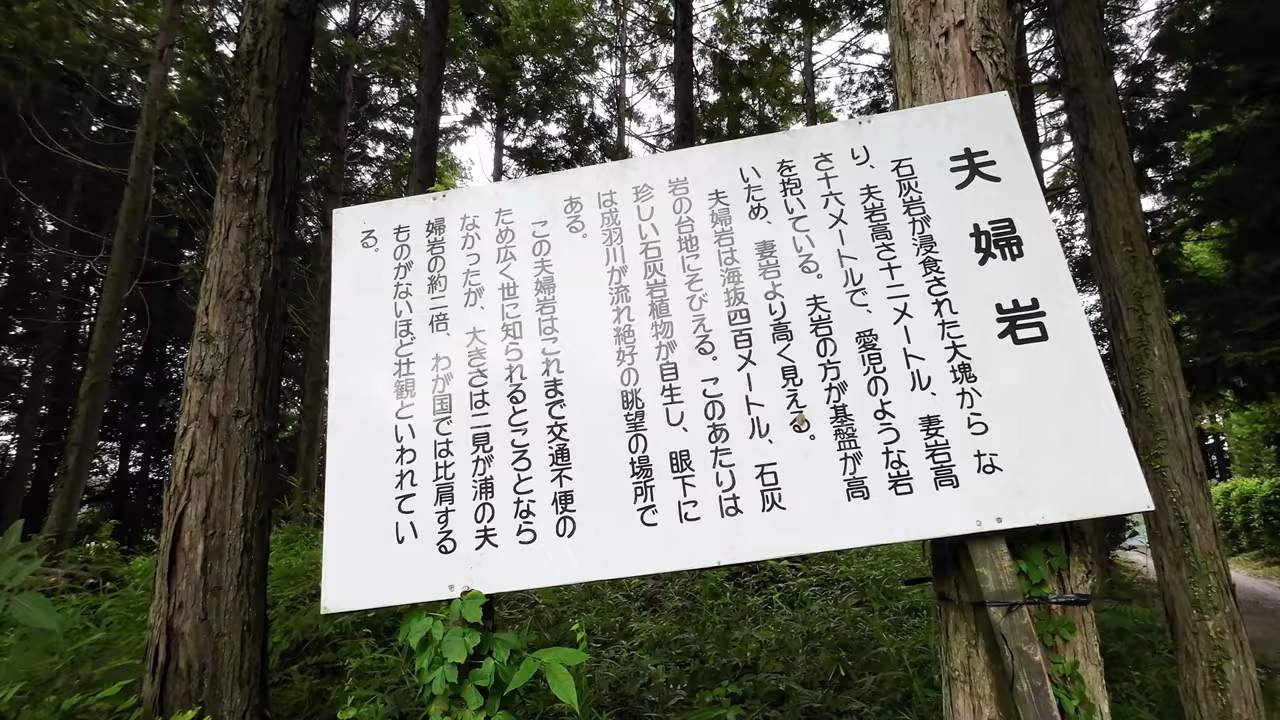 夫婦岩
石灰岩が浸食された大塊からな
り、夫岩高さ十二メートル、妻岩高
さ十六メートルで、愛児のような岩
を抱いている。夫岩の方が基盤が高
いため、妻岩より高く見える。
夫婦岩は海抜四百メートル、石灰
岩の台地にそびえる。このあたりは
珍しい石灰岩植物が自生し、眼下に
は成羽川が流れ絶好の眺望の場所で
ある。
この夫婦岩はこれまで交通不便の
ため広く世に知られるところとなら
なかったが、大きさは二見が浦の夫
婦岩の約二倍、わが国では比肩する
ものがないほど壮観といわれてい
る。